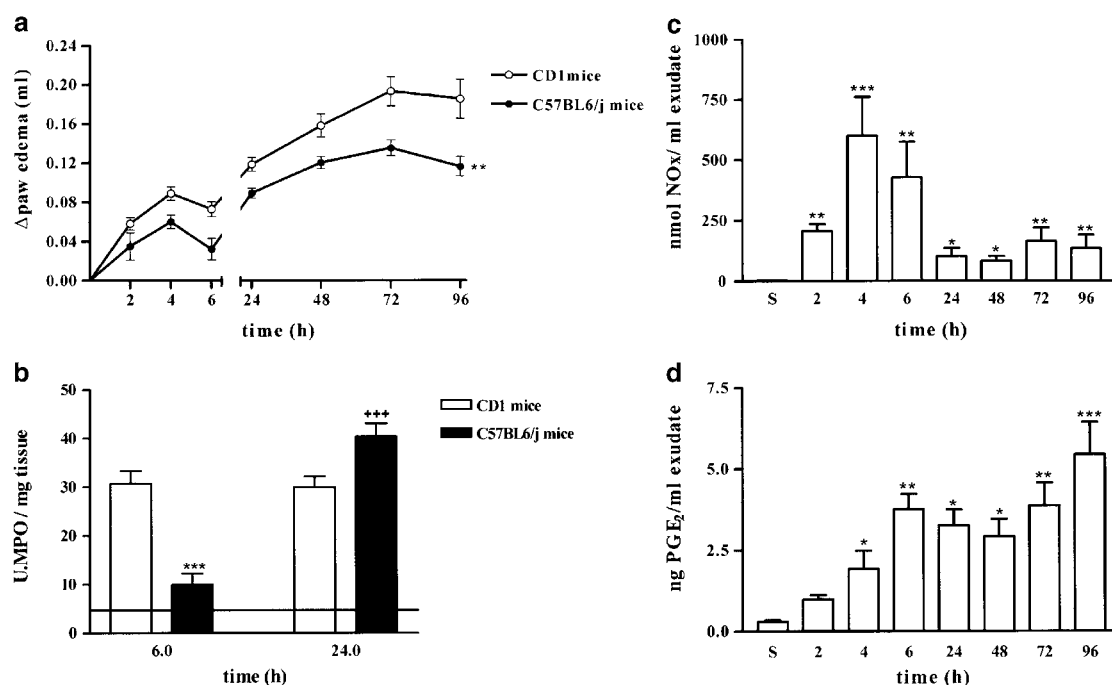 a
0.24
0.20
0.16
0.12
0.08
0.04
0.00
Δpaw edema (ml)
2 4 6 24 48 72 96
time (h)
CD1mice
C57BL6/j mice
**
b
50
40
30
20
10
0
U.MPO / mg tissue
***
+++
6.0 24.0
time (h)
CD1 mice
C57BL6/j mice
c
1000
750
500
250
0
nmol NOx/ ml exudate
** *** ** * * ** **
S 2 4 6 24 48 72 96
time (h)
d
7.5
5.0
2.5
0.0
ng PGE₂/ml exudate
* ** * * ** ***
S 2 4 6 24 48 72 96
time (h)